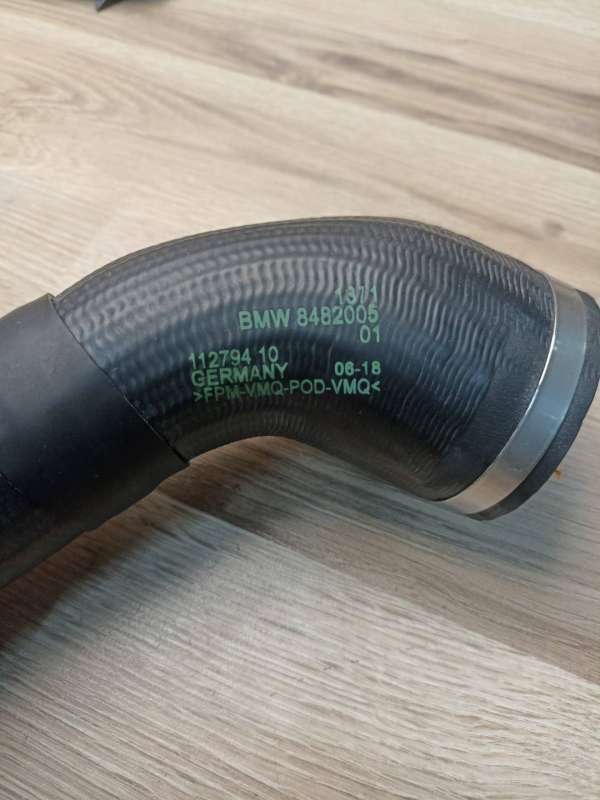 1371
BMW 8482005
01
112794 10
GERMANY 06-18
>FPM-VMQ-POD-VMQ<